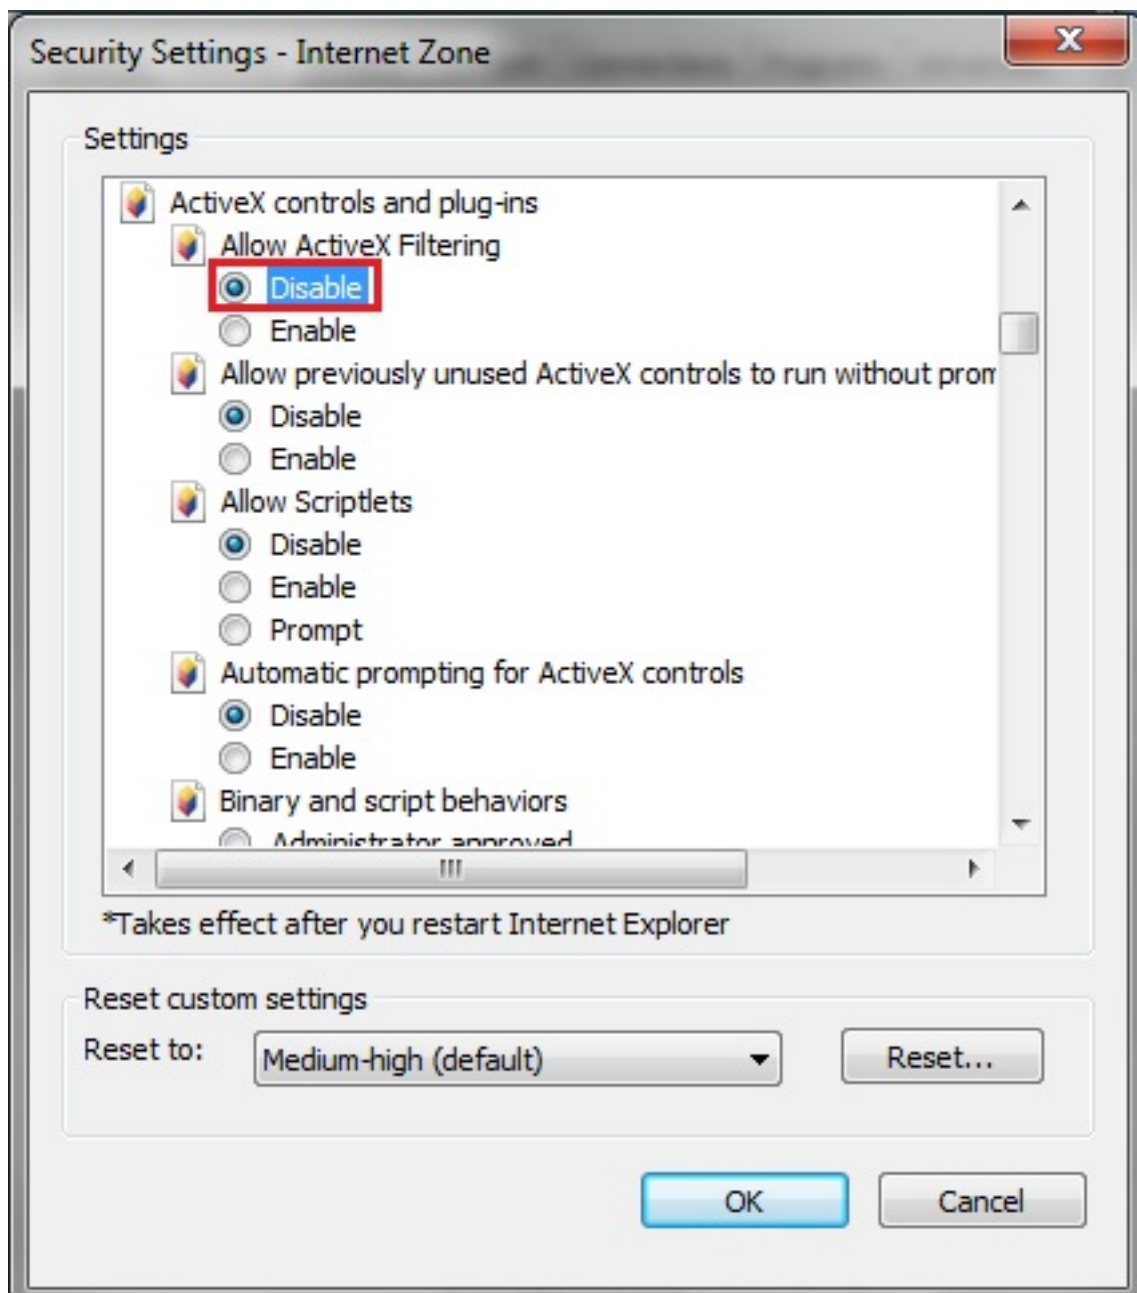 Security Settings - Internet Zone
Settings
ActiveX controls and plug-ins
Allow ActiveX Filtering
Disable
Enable
Allow previously unused ActiveX controls to run without prom
Disable
Enable
Allow Scriptlets
Disable
Enable
Prompt
Automatic prompting for ActiveX controls
Disable
Enable
Binary and script behaviors
Administrator approved
*Takes effect after you restart Internet Explorer
Reset custom settings
Reset to:
Medium-high (default)
Reset...
OK
Cancel